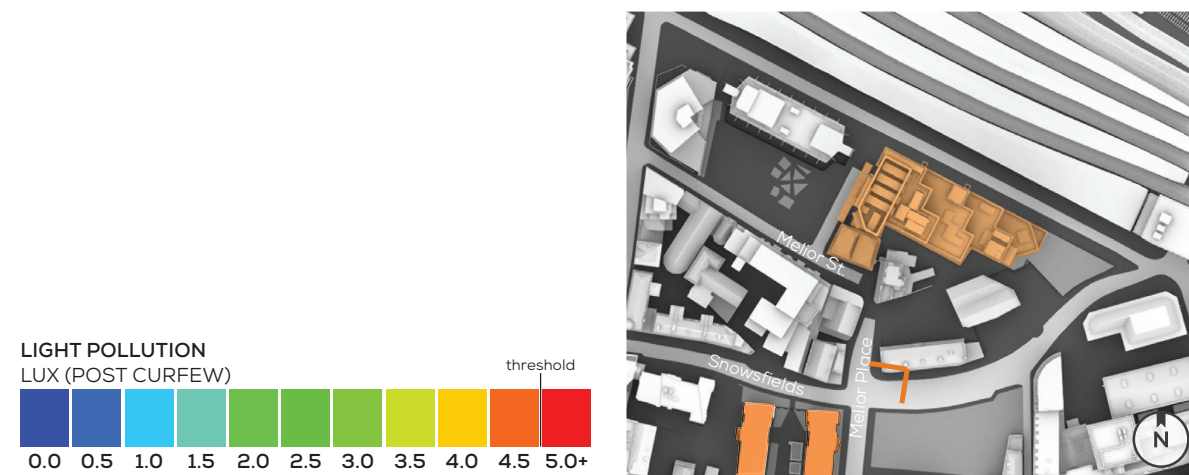 LIGHT POLLUTION
LUX (POST CURFEW)
threshold
0.0 0.5 1.0 1.5 2.0 2.5 3.0 3.5 4.0 4.5 5.0+
Melior St.
Snowsfields
Melior Place
N